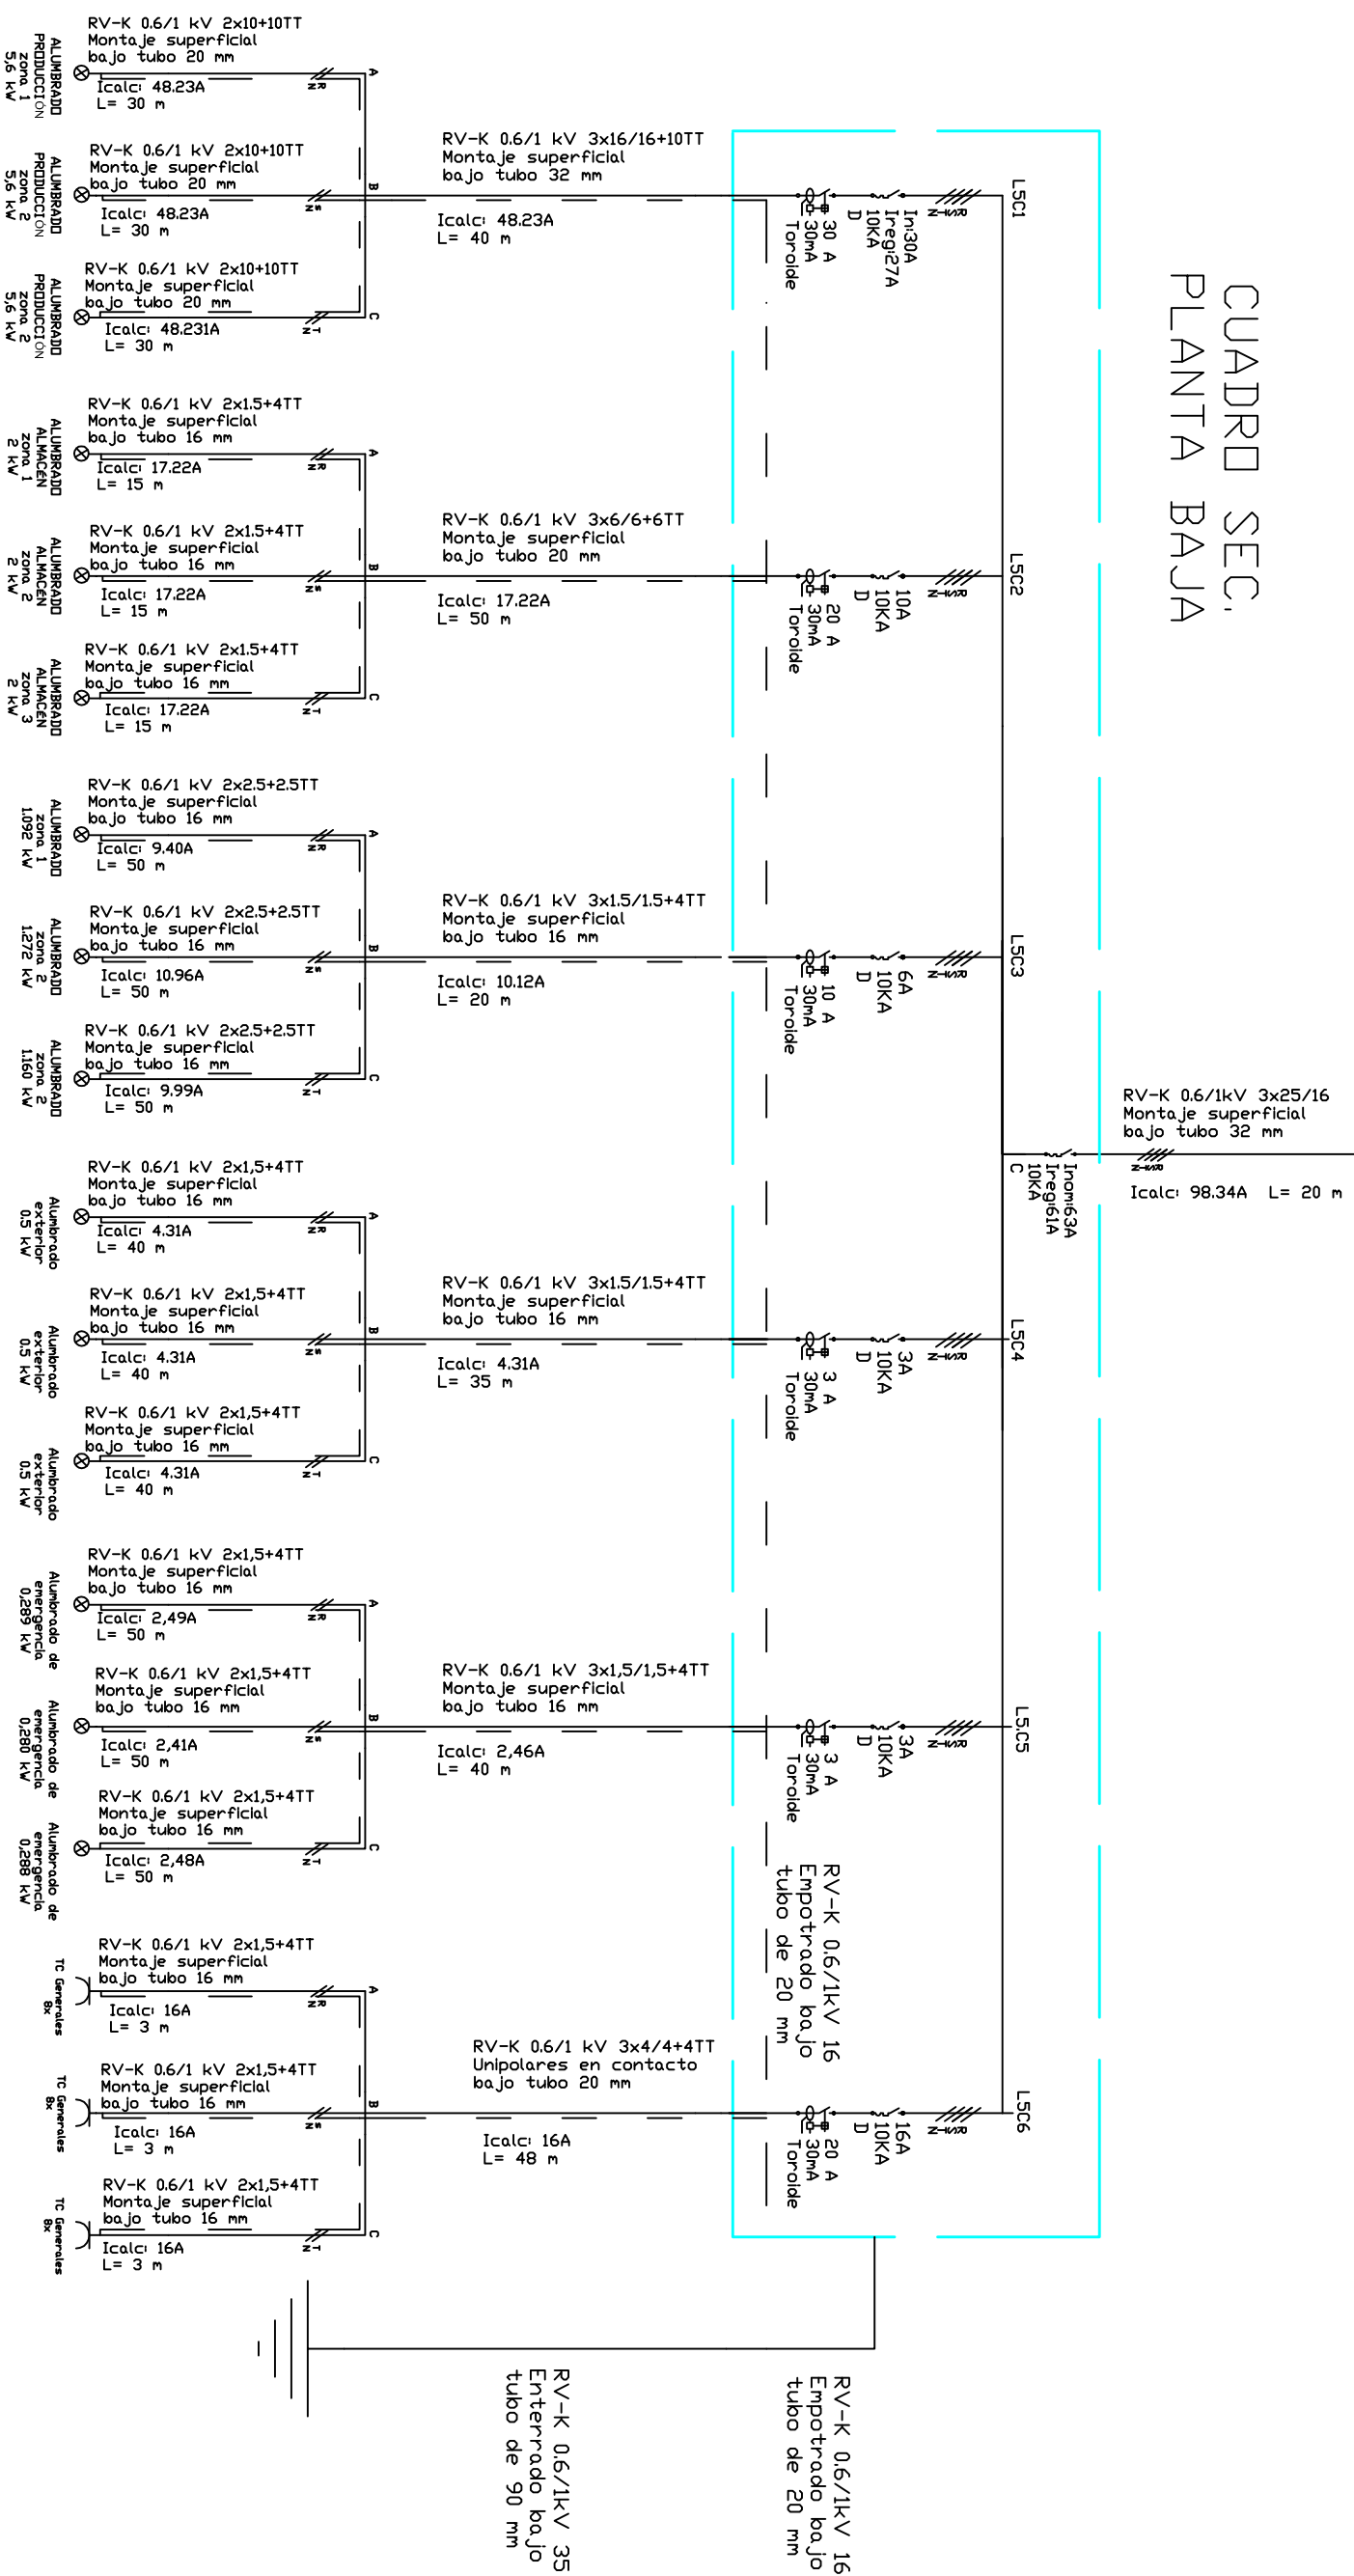 CUADRO SEC.
PLANTA BAJA
RV-K 0.6/1kV 3x25/16
Montaje superficial
bajo tubo 32 mm
Icalc: 98.34A L= 20 m
R
S
T
N
Inom:63A
Ireg:61A
10KA
C
L5C1
R
S
T
N
In:30A
Ireg:27A
10KA
D
30 A
30mA
Toroide
RV-K 0.6/1 kV 3x16/16+10TT
Montaje superficial
bajo tubo 32 mm
Icalc: 48.23A
L= 40 m
RV-K 0.6/1 kV 2x10+10TT
Montaje superficial
bajo tubo 20 mm
Icalc: 48.23A
L= 30 m
A
R
N
ALUMBRADO
PRODUCCIÓN
zona 1
5,6 kW
RV-K 0.6/1 kV 2x10+10TT
Montaje superficial
bajo tubo 20 mm
Icalc: 48.23A
L= 30 m
B
S
N
ALUMBRADO
PRODUCCIÓN
zona 2
5,6 kW
RV-K 0.6/1 kV 2x10+10TT
Montaje superficial
bajo tubo 20 mm
Icalc: 48.231A
L= 30 m
C
T
N
ALUMBRADO
PRODUCCIÓN
zona 2
5,6 kW
L5C2
R
S
T
N
10A
10KA
D
20 A
30mA
Toroide
RV-K 0.6/1 kV 3x6/6+6TT
Montaje superficial
bajo tubo 20 mm
Icalc: 17.22A
L= 50 m
RV-K 0.6/1 kV 2x1.5+4TT
Montaje superficial
bajo tubo 16 mm
Icalc: 17.22A
L= 15 m
A
R
N
ALUMBRADO
ALMACÉN
zona 1
2 kW
RV-K 0.6/1 kV 2x1.5+4TT
Montaje superficial
bajo tubo 16 mm
Icalc: 17.22A
L= 15 m
B
S
N
ALUMBRADO
ALMACÉN
zona 2
2 kW
RV-K 0.6/1 kV 2x1.5+4TT
Montaje superficial
bajo tubo 16 mm
Icalc: 17.22A
L= 15 m
C
T
N
ALUMBRADO
ALMACÉN
zona 3
2 kW
L5C3
R
S
T
N
6A
10KA
D
10 A
30mA
Toroide
RV-K 0.6/1 kV 3x1.5/1.5+4TT
Montaje superficial
bajo tubo 16 mm
Icalc: 10.12A
L= 20 m
RV-K 0.6/1 kV 2x2.5+2.5TT
Montaje superficial
bajo tubo 16 mm
Icalc: 9.40A
L= 50 m
A
R
N
ALUMBRADO
zona 1
1.092 kW
RV-K 0.6/1 kV 2x2.5+2.5TT
Montaje superficial
bajo tubo 16 mm
Icalc: 10.96A
L= 50 m
B
S
N
ALUMBRADO
zona 2
1.272 kW
RV-K 0.6/1 kV 2x2.5+2.5TT
Montaje superficial
bajo tubo 16 mm
Icalc: 9.99A
L= 50 m
C
T
N
ALUMBRADO
zona 2
1.160 kW
L5C4
R
S
T
N
3A
10KA
D
3 A
30mA
Toroide
RV-K 0.6/1 kV 3x1.5/1.5+4TT
Montaje superficial
bajo tubo 16 mm
Icalc: 4.31A
L= 35 m
RV-K 0.6/1 kV 2x1,5+4TT
Montaje superficial
bajo tubo 16 mm
Icalc: 4.31A
L= 40 m
A
R
N
Alumbrado
exterior
0.5 kW
RV-K 0.6/1 kV 2x1,5+4TT
Montaje superficial
bajo tubo 16 mm
Icalc: 4.31A
L= 40 m
B
S
N
Alumbrado
exterior
0.5 kW
RV-K 0.6/1 kV 2x1,5+4TT
Montaje superficial
bajo tubo 16 mm
Icalc: 4.31A
L= 40 m
C
T
N
Alumbrado
exterior
0.5 kW
L5.C5
R
S
T
N
3A
10KA
D
3 A
30mA
Toroide
RV-K 0.6/1 kV 3x1,5/1,5+4TT
Montaje superficial
bajo tubo 16 mm
Icalc: 2,46A
L= 40 m
RV-K 0.6/1 kV 2x1,5+4TT
Montaje superficial
bajo tubo 16 mm
Icalc: 2,49A
L= 50 m
A
R
N
Alumbrado de
emergencia
0,289 kW
RV-K 0.6/1 kV 2x1,5+4TT
Montaje superficial
bajo tubo 16 mm
Icalc: 2,41A
L= 50 m
B
S
N
Alumbrado de
emergencia
0,280 kW
RV-K 0.6/1 kV 2x1,5+4TT
Montaje superficial
bajo tubo 16 mm
Icalc: 2,48A
L= 50 m
C
T
N
Alumbrado de
emergencia
0,288 kW
RV-K 0.6/1kV 16
Empotrado bajo
tubo de 20 mm
L5C6
R
S
T
N
16A
10KA
D
20 A
30mA
Toroide
RV-K 0.6/1 kV 3x4/4+4TT
Unipolares en contacto
bajo tubo 20 mm
Icalc: 16A
L= 48 m
RV-K 0.6/1 kV 2x1,5+4TT
Montaje superficial
bajo tubo 16 mm
Icalc: 16A
L= 3 m
A
R
N
TC Generales
8x
RV-K 0.6/1 kV 2x1,5+4TT
Montaje superficial
bajo tubo 16 mm
Icalc: 16A
L= 3 m
B
S
N
TC Generales
8x
RV-K 0.6/1 kV 2x1,5+4TT
Montaje superficial
bajo tubo 16 mm
Icalc: 16A
L= 3 m
C
T
N
TC Generales
8x
RV-K 0.6/1kV 16
Empotrado bajo
tubo de 20 mm
RV-K 0.6/1kV 35
Enterrado bajo
tubo de 90 mm